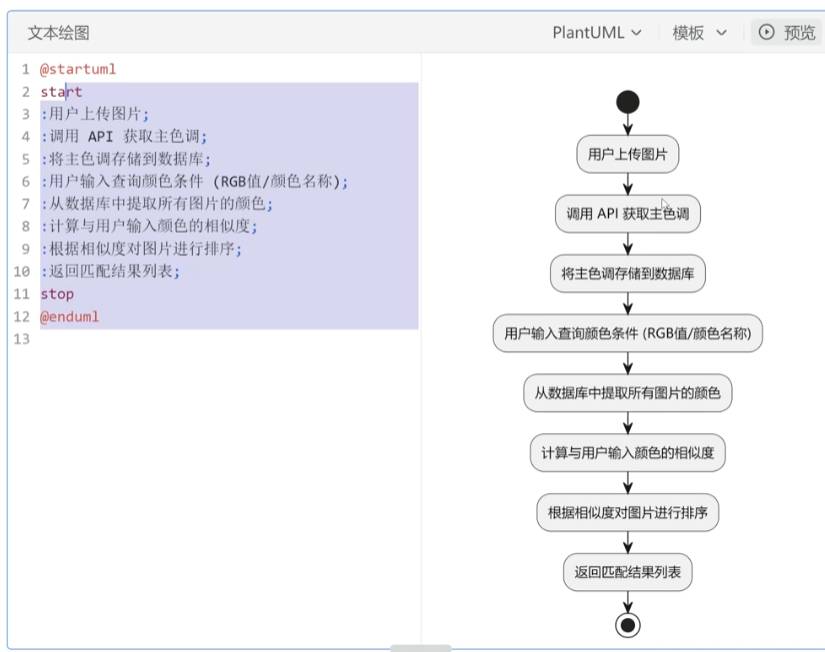 文本绘图
PlantUML
模板
预览
1 @startuml
2 start
3 :用户上传图片;
4 :调用 API 获取主色调;
5 :将主色调存储到数据库;
6 :用户输入查询颜色条件 (RGB值/颜色名称);
7 :从数据库中提取所有图片的颜色;
8 :计算与用户输入颜色的相似度;
9 :根据相似度对图片进行排序;
10 :返回匹配结果列表;
11 stop
12 @enduml
13
用户上传图片
调用 API 获取主色调
将主色调存储到数据库
用户输入查询颜色条件 (RGB值/颜色名称)
从数据库中提取所有图片的颜色
计算与用户输入颜色的相似度
根据相似度对图片进行排序
返回匹配结果列表